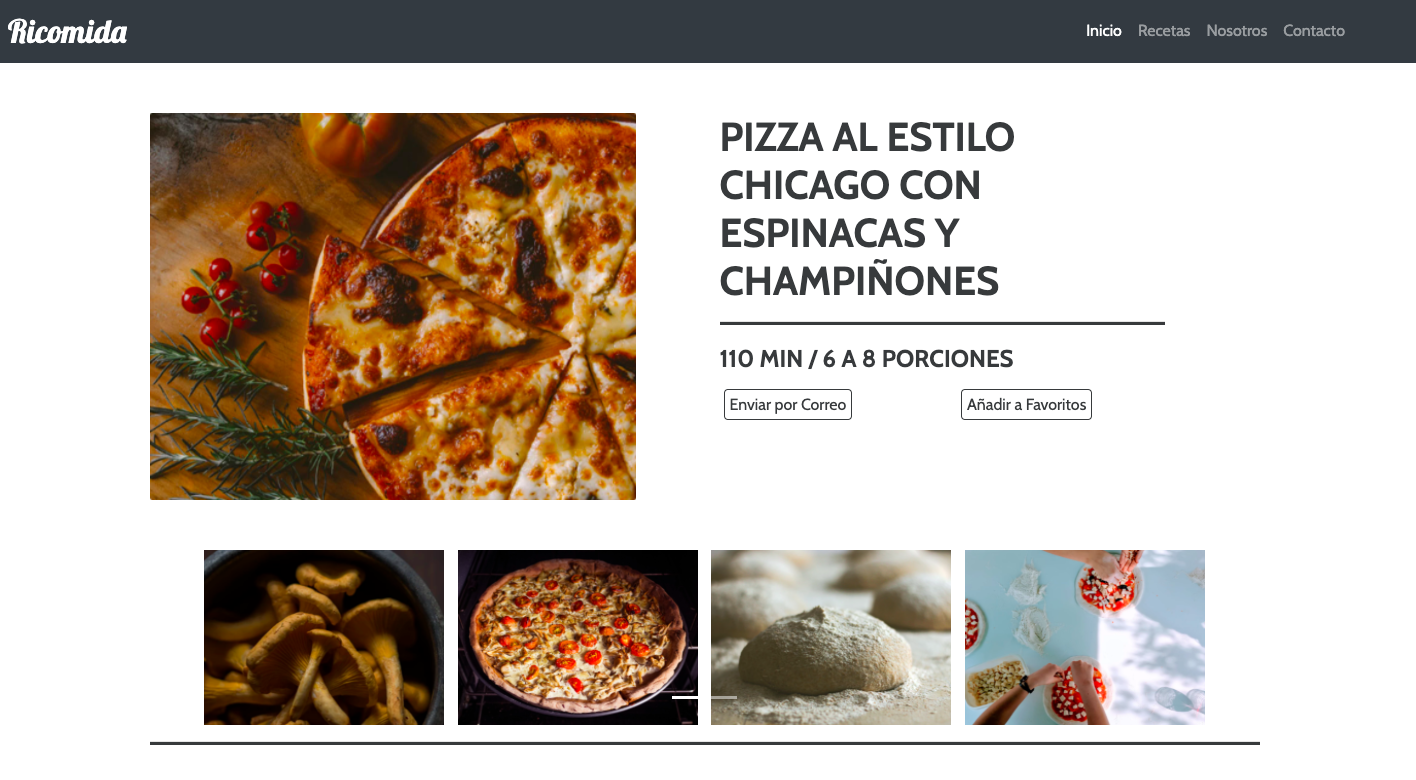 Ricomida
Inicio Recetas Nosotros Contacto
PIZZA AL ESTILO
CHICAGO CON
ESPINACAS Y
CHAMPIÑONES
110 MIN / 6 A 8 PORCIONES
Enviar por Correo Añadir a Favoritos